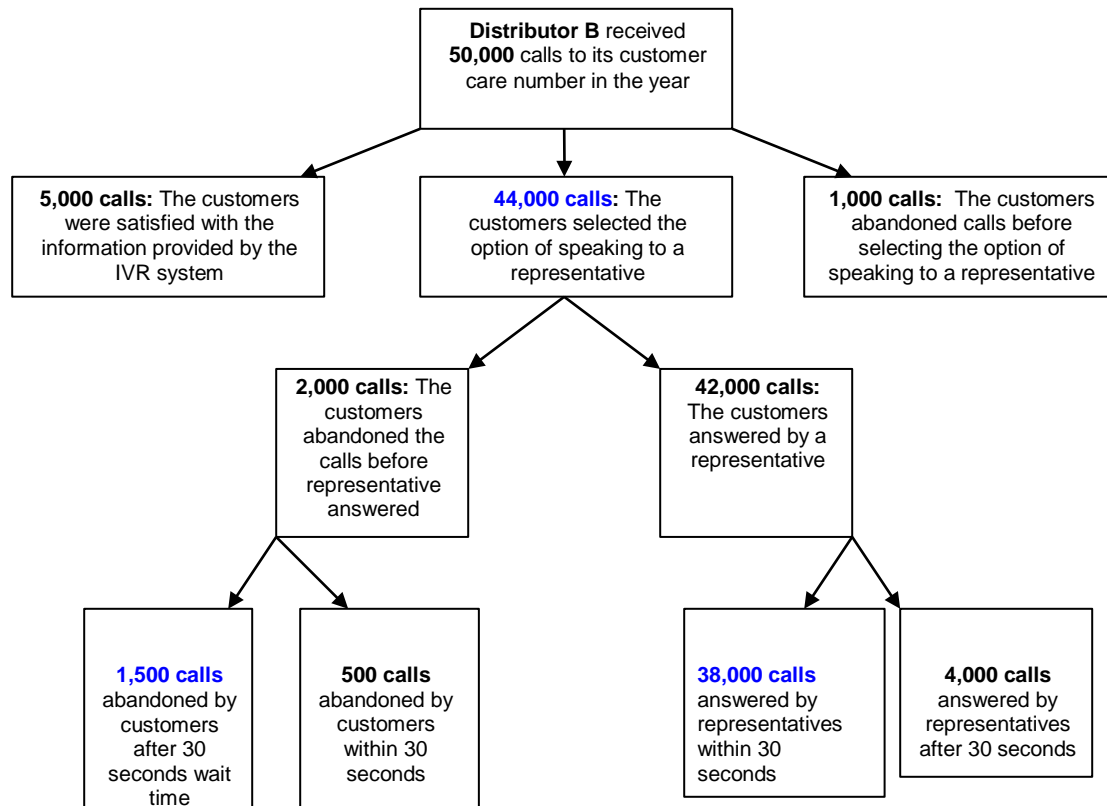 Distributor B received
50,000 calls to its customer
care number in the year
5,000 calls: The customers
were satisfied with the
information provided by the
IVR system
44,000 calls: The
customers selected the
option of speaking to a
representative
1,000 calls:  The customers
abandoned calls before
selecting the option of
speaking to a representative
2,000 calls: The
customers
abandoned the
calls before
representative
answered
42,000 calls:
The customers
answered by a
representative
1,500 calls
abandoned by
customers
after 30
seconds wait
time
500 calls
abandoned by
customers
within 30
seconds
38,000 calls
answered by
representatives
within 30
seconds
4,000 calls
answered by
representatives
after 30 seconds